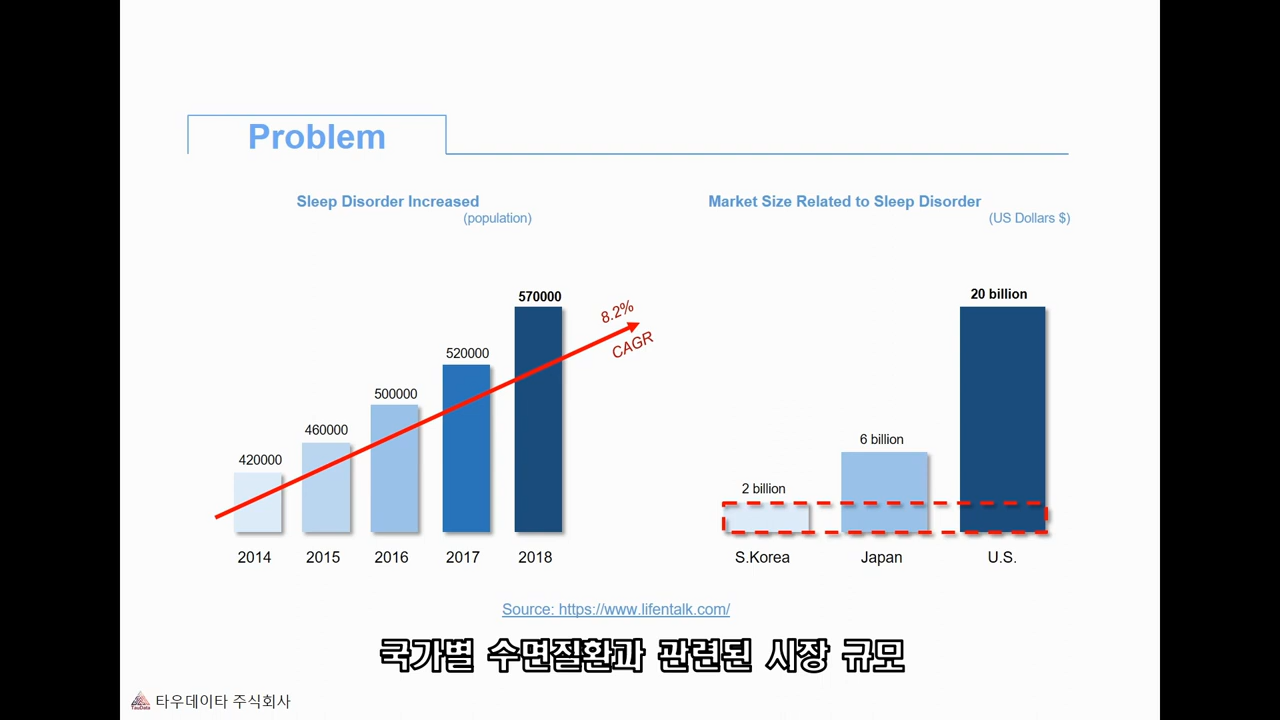 Problem
Sleep Disorder Increased
(population)
420000
460000
500000
520000
570000
8.2%
CAGR
2014 2015 2016 2017 2018
Market Size Related to Sleep Disorder
(US Dollars $)
2 billion
6 billion
20 billion
S.Korea Japan U.S.
Source: https://www.lifentalk.com/
국가별 수면질환과 관련된 시장 규모
TauData
타우데이타 주식회사